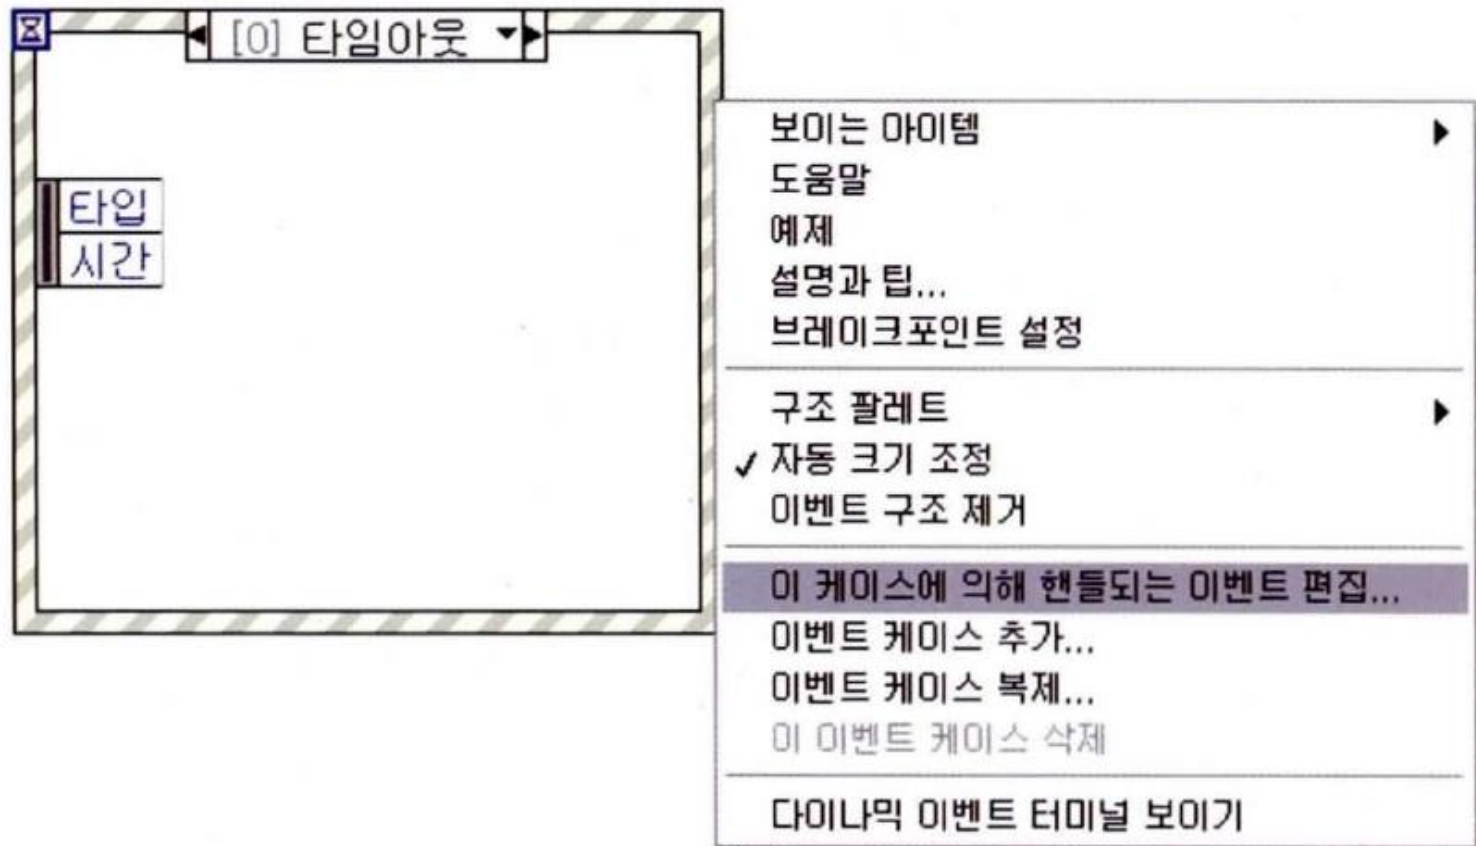 [0] 타임아웃
타입
시간
보이는 아이템
도움말
예제
설명과 팁...
브레이크포인트 설정
구조 팔레트
자동 크기 조정
이벤트 구조 제거
이 케이스에 의해 핸들되는 이벤트 편집...
이벤트 케이스 추가...
이벤트 케이스 복제...
이 이벤트 케이스 삭제
다이나믹 이벤트 터미널 보이기